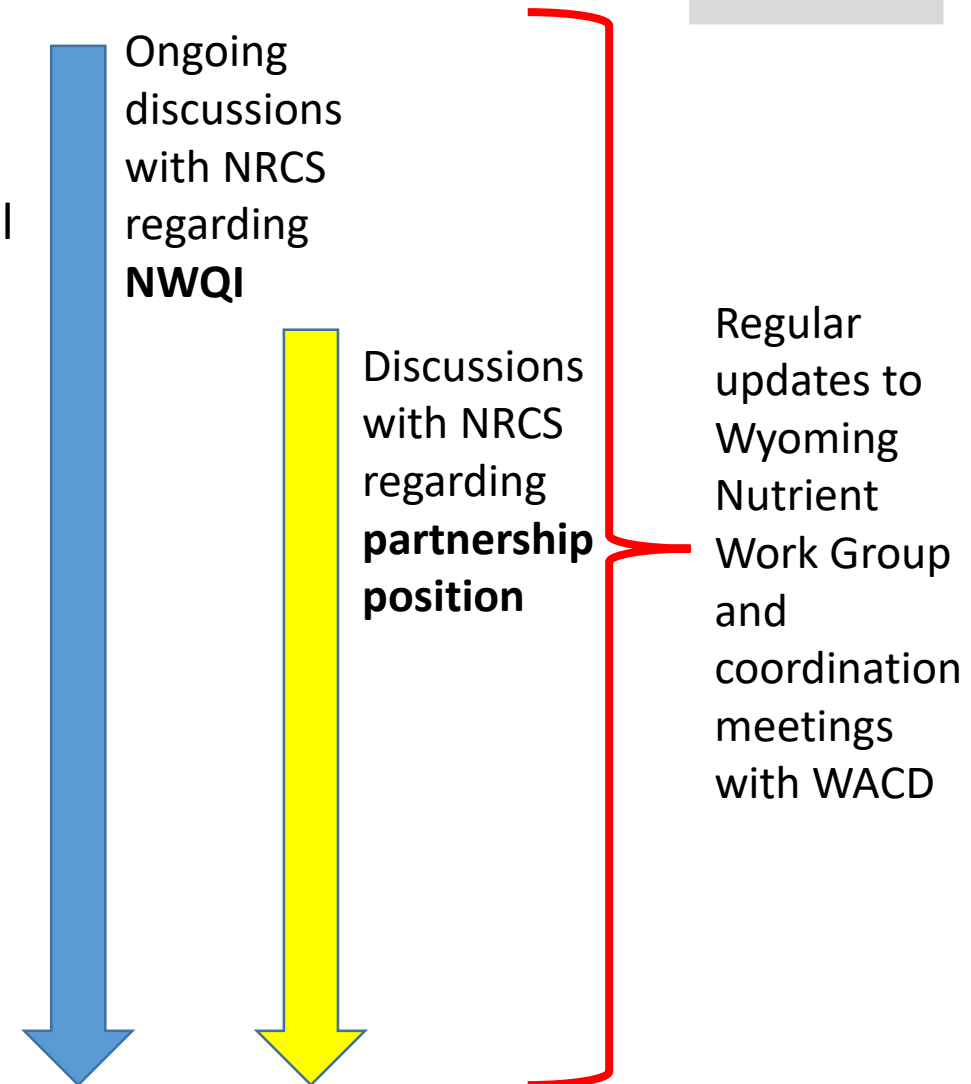 Ongoing
discussions
with NRCS
regarding
NWQI
l
Discussions
with NRCS
regarding
partnership
position
Regular
updates to
Wyoming
Nutrient
Work Group
and
coordination
meetings
with WACD